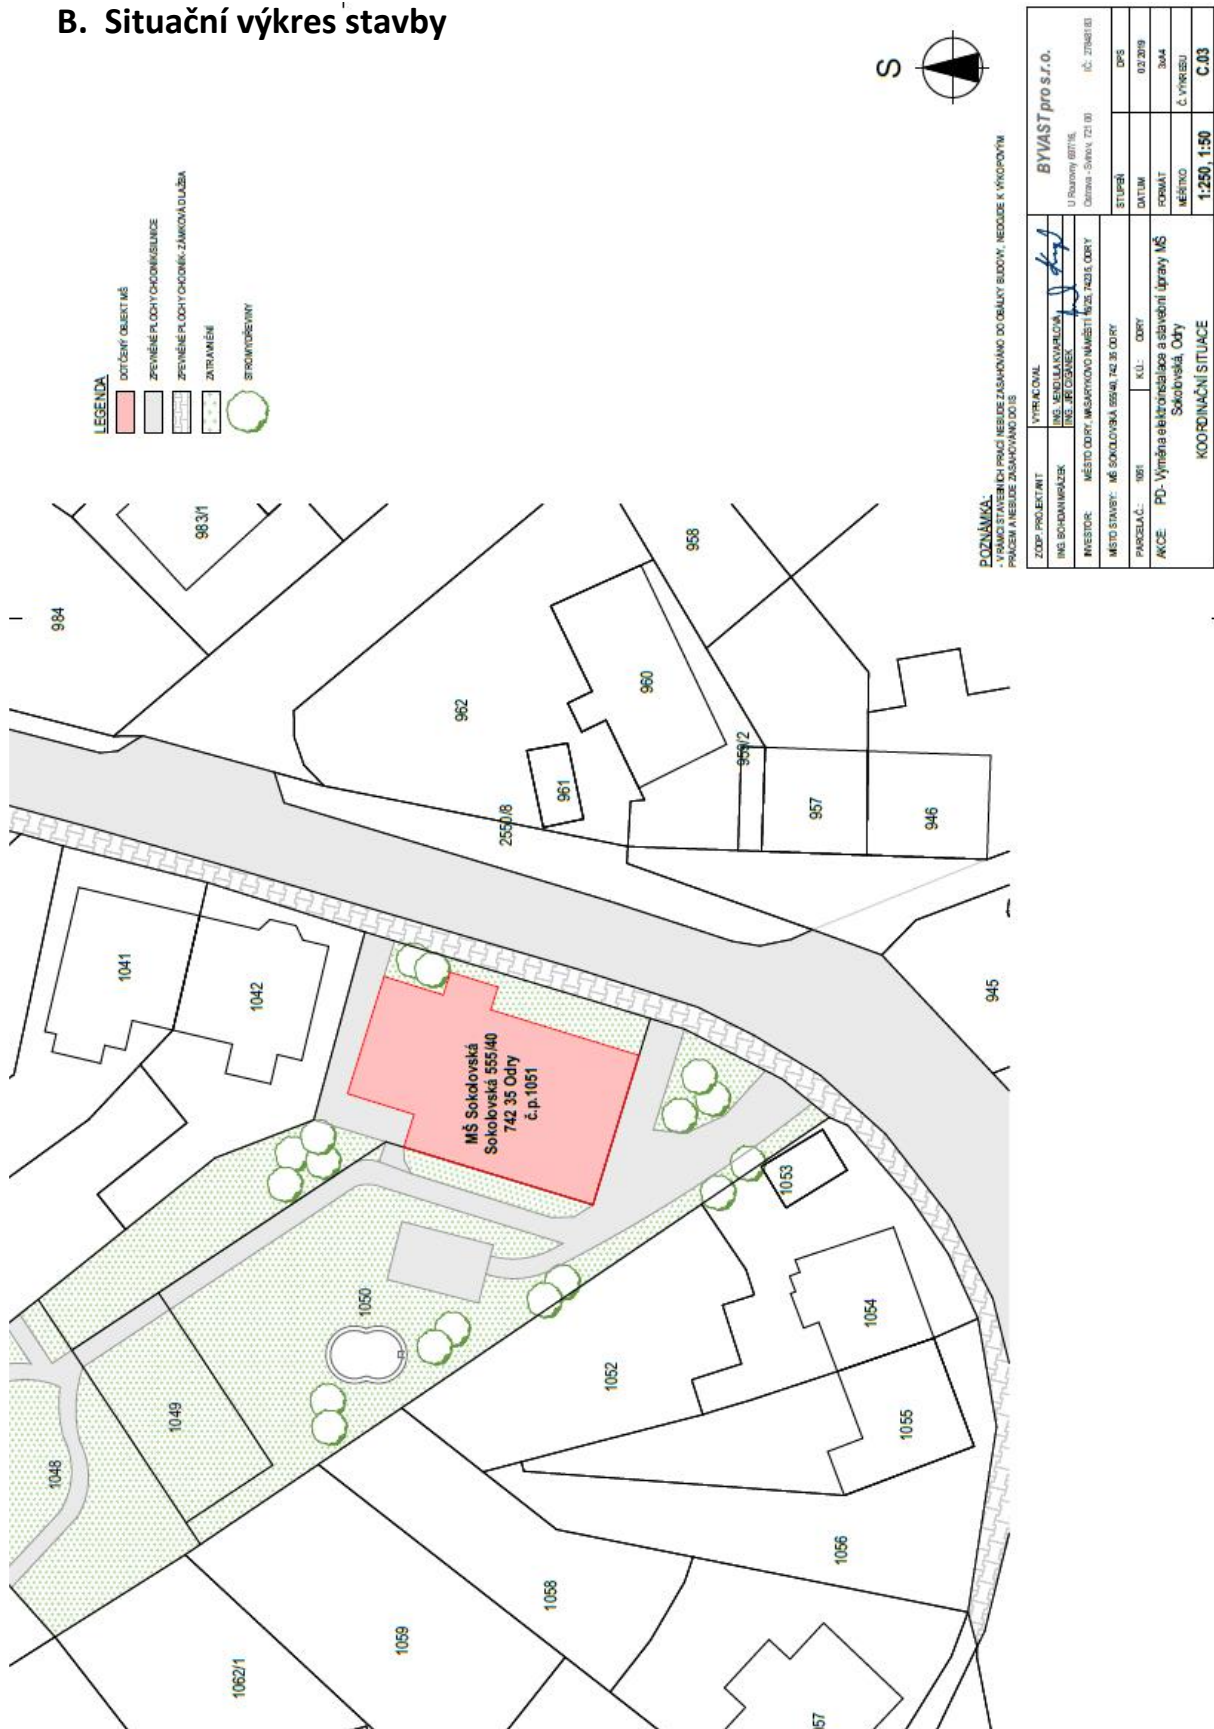 B. Situační výkres stavby
S
LEGENDA
DOTČENÝ OBJEKT MŠ
ZPEVNĚNÉ PLOCHY CHODNÍK/SILNICE
ZPEVNĚNÉ PLOCHY CHODNÍK- ZÁMKOVÁ DLAŽBA
ZATRAVNĚNÍ
STROMY/DŘEVINY
984
983/1
962
958
960
961
959/2
2550/8
957
946
945
1041
1042
MŠ Sokolovská
Sokolovská 555/40
742 35 Odry
č.p.1051
1053
1050
1054
1052
1049
1055
1048
1056
1058
1059
1062/1
57
POZNÁMKA:
- V RÁMCI STAVEBNÍCH PRACÍ NEBUDE ZASAHOVÁNO DO OBÁLKY BUDOVY, NEDOJDE K VÝKOPOVÝM
PRACEM A NEBUDE ZASAHOVÁNO DO IS
ZODP. PROJEKTANT
VYPRACOVAL
ING. BOHDAN MRÁZEK
ING. VENDULA KVAPILOVÁ
ING. JIŘÍ CIGÁNEK
BYVAST pro s.r.o.
Ostrava - Svinov, 721 00
IČ:
INVESTOR: MĚSTO ODRY, MASARYKOVO NÁMĚSTÍ 16/25, 74235, ODRY
MÍSTO STAVBY: MŠ SOKOLOVSKÁ 555/40, 742 35 ODRY
STUPEŇ DPS
PARCELA Č.: 1051 K.Ú.: ODRY
DATUM 02/2019
AKCE: PD- Výměna elektroinstalace a stavební úpravy MŠ
Sokolovská, Odry
FORMÁT 3xA4
MĚŘÍTKO Č. VÝKRESU
KOORDINAČNÍ SITUACE
1:250, 1:50 C.03